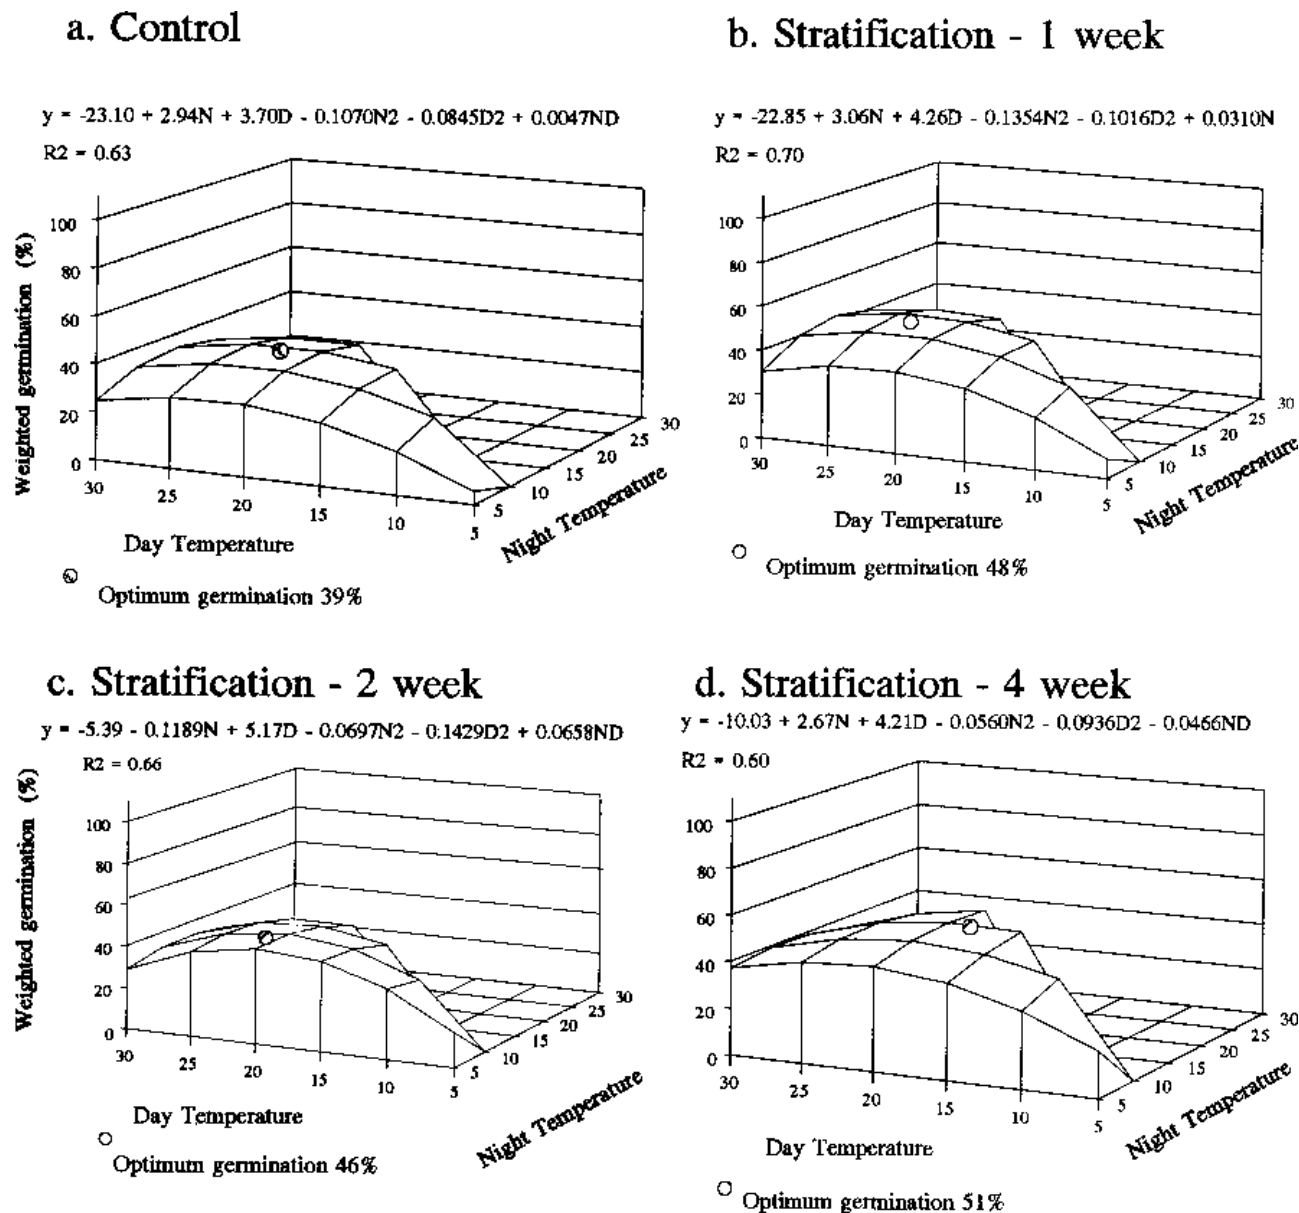 a. Control
y = -23.10 + 2.94N + 3.70D - 0.1070N2 - 0.0845D2 + 0.0047ND
R2 = 0.63
Weighted germination (%)
100
80
60
40
20
0
30
25
20
15
10
5
5
10
15
20
25
30
Day Temperature
Night Temperature
Optimum germination 39%
b. Stratification - 1 week
y = -22.85 + 3.06N + 4.26D - 0.1354N2 - 0.1016D2 + 0.0310N
R2 = 0.70
100
80
60
40
20
0
30
25
20
15
10
5
5
10
15
20
25
30
Day Temperature
Night Temperature
Optimum germination 48%
c. Stratification - 2 week
y = -5.39 - 0.1189N + 5.17D - 0.0697N2 - 0.1429D2 + 0.0658ND
R2 = 0.66
Weighted germination (%)
100
80
60
40
20
0
30
25
20
15
10
5
5
10
15
20
25
30
Day Temperature
Night Temperature
Optimum germination 46%
d. Stratification - 4 week
y = -10.03 + 2.67N + 4.21D - 0.0560N2 - 0.0936D2 - 0.0466ND
R2 = 0.60
100
80
60
40
20
0
30
25
20
15
10
5
5
10
15
20
25
30
Day Temperature
Night Temperature
Optimum germination 51%